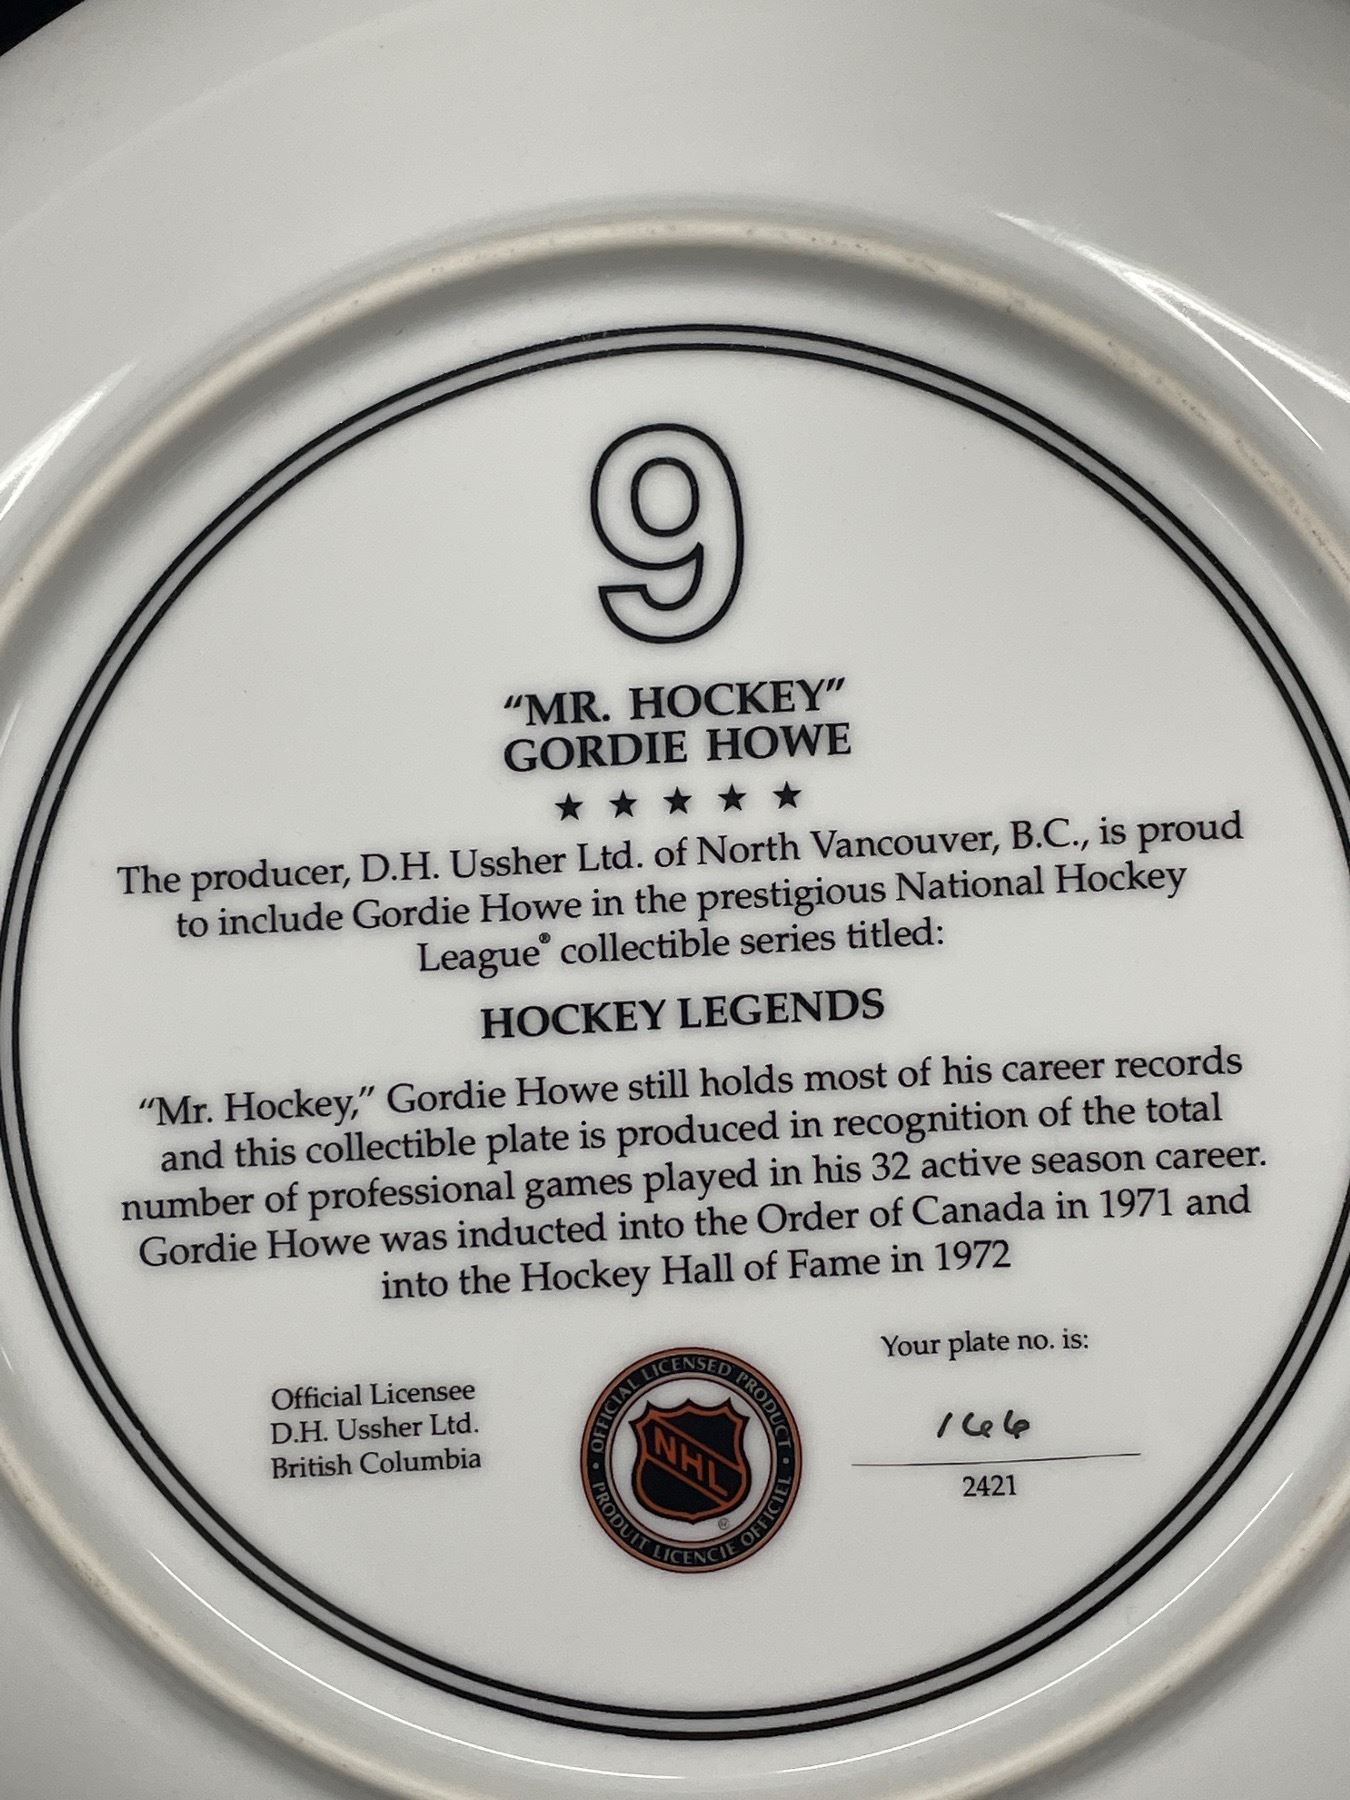 9
“MR. HOCKEY”
GORDIE HOWE
★ ★ ★ ★ ★
The producer, D.H. Ussher Ltd. of North Vancouver, B.C., is proud
to include Gordie Howe in the prestigious National Hockey
League® collectible series titled:
HOCKEY LEGENDS
“Mr. Hockey,” Gordie Howe still holds most of his career records
and this collectible plate is produced in recognition of the total
number of professional games played in his 32 active season career.
Gordie Howe was inducted into the Order of Canada in 1971 and
into the Hockey Hall of Fame in 1972
Official Licensee
D.H. Ussher Ltd.
British Columbia
• OFFICIAL LICENSED PRODUCT •
NHL
PRODUIT LICENCIE OFFICIEL
Your plate no. is:
166
2421